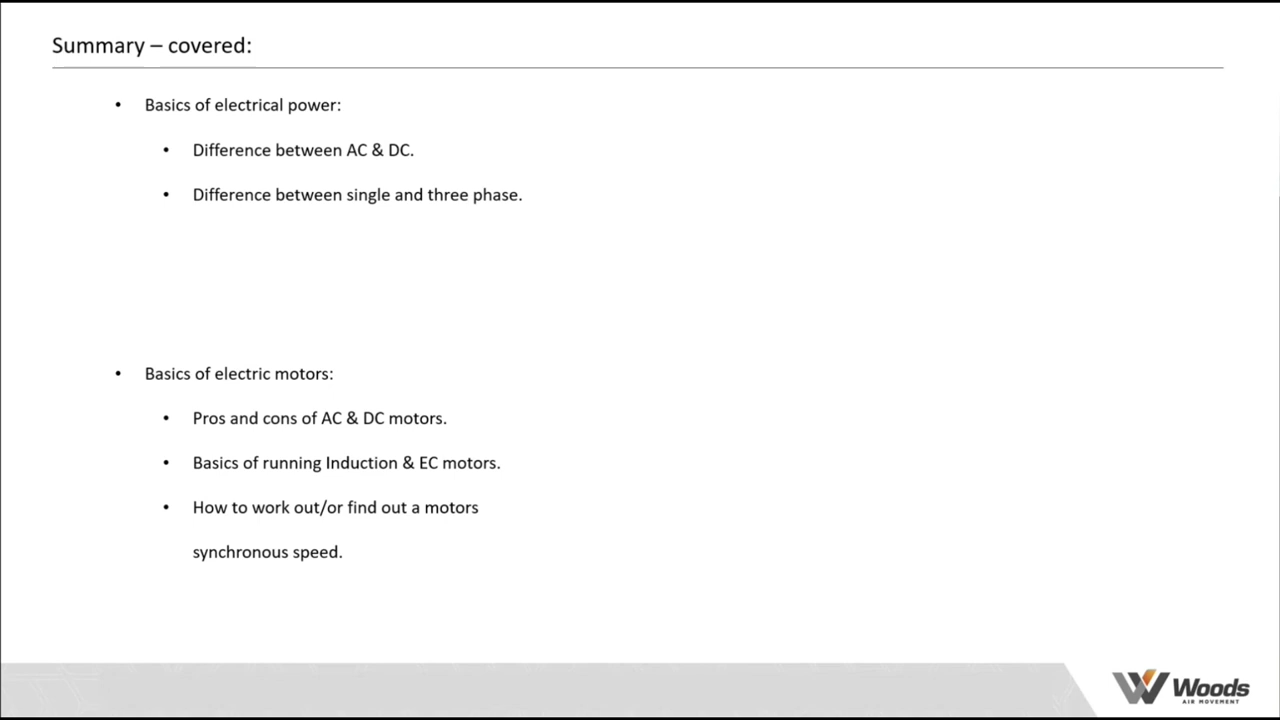 Summary – covered:
• Basics of electrical power:
• Difference between AC & DC.
• Difference between single and three phase.
• Basics of electric motors:
• Pros and cons of AC & DC motors.
• Basics of running Induction & EC motors.
• How to work out/or find out a motors
synchronous speed.
Woods
AIR MOVEMENT